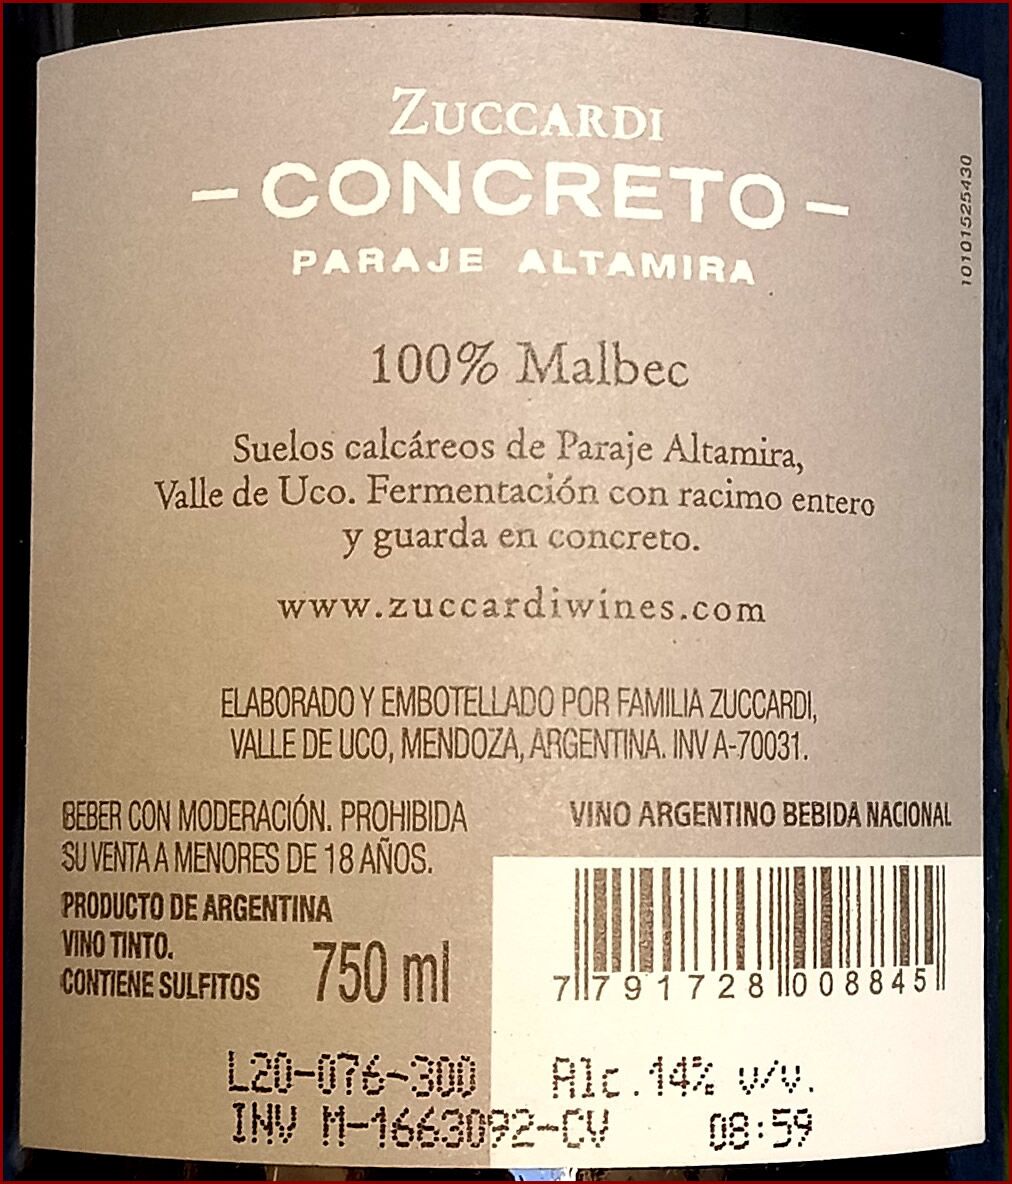 ZUCCARDI
– CONCRETO –
PARAJE ALTAMIRA
10101525430
100% Malbec
Suelos calcáreos de Paraje Altamira,
Valle de Uco. Fermentación con racimo entero
y guarda en concreto.
www.zuccardiwines.com
ELABORADO Y EMBOTELLADO POR FAMILIA ZUCCARDI,
VALLE DE UCO, MENDOZA, ARGENTINA. INV A-70031.
BEBER CON MODERACIÓN. PROHIBIDA
SU VENTA A MENORES DE 18 AÑOS.
PRODUCTO DE ARGENTINA
VINO TINTO.
CONTIENE SULFITOS
750 ml
VINO ARGENTINO BEBIDA NACIONAL
7 791728 008845
L20-076-300 Alc.14% v/v.
INV M-1663092-CV 08:59